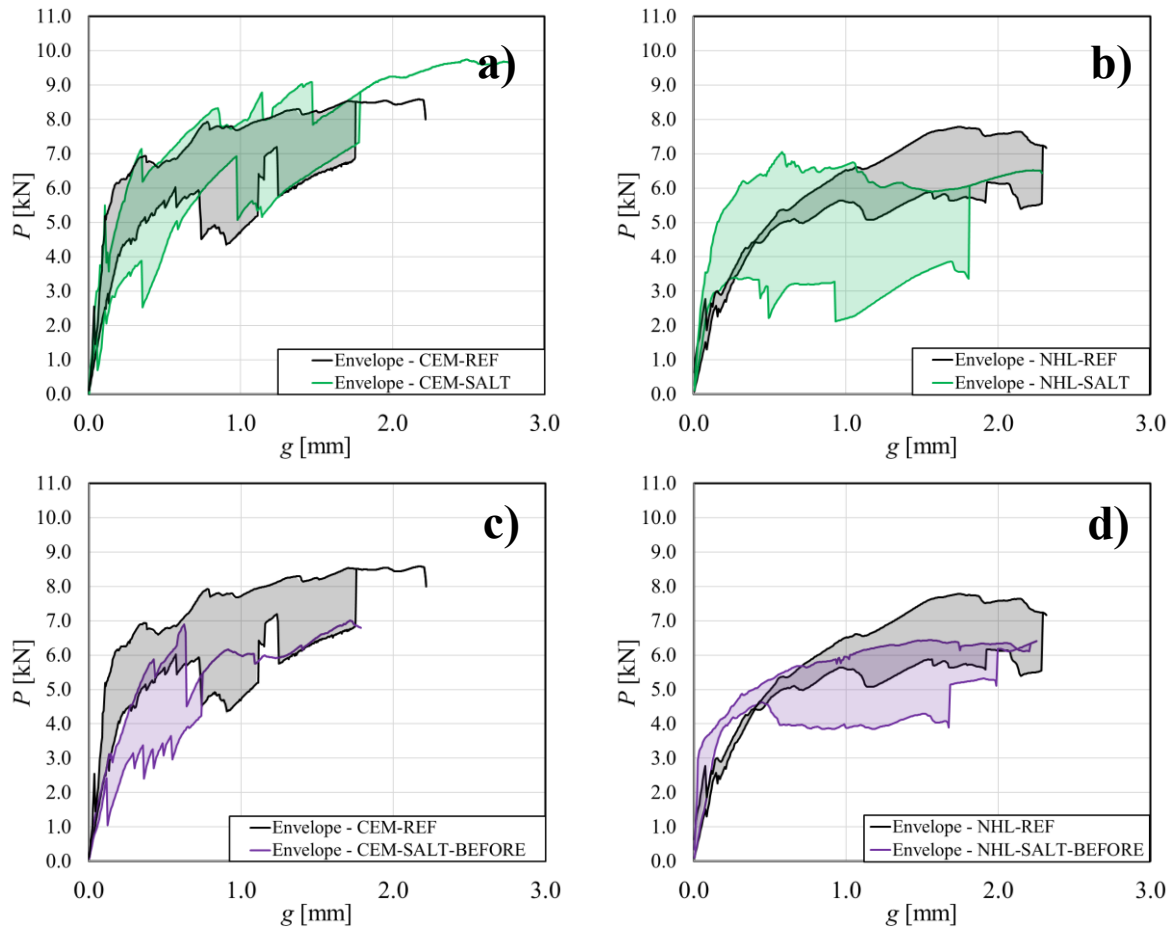 11.0
10.0
9.0
8.0
7.0
6.0
5.0
4.0
3.0
2.0
1.0
0.0
P [kN]
a)
Envelope - CEM-REF
Envelope - CEM-SALT
0.0 1.0 2.0 3.0
g [mm]
11.0
10.0
9.0
8.0
7.0
6.0
5.0
4.0
3.0
2.0
1.0
0.0
P [kN]
b)
Envelope - NHL-REF
Envelope - NHL-SALT
0.0 1.0 2.0 3.0
g [mm]
11.0
10.0
9.0
8.0
7.0
6.0
5.0
4.0
3.0
2.0
1.0
0.0
P [kN]
c)
Envelope - CEM-REF
Envelope - CEM-SALT-BEFORE
0.0 1.0 2.0 3.0
g [mm]
11.0
10.0
9.0
8.0
7.0
6.0
5.0
4.0
3.0
2.0
1.0
0.0
P [kN]
d)
Envelope - NHL-REF
Envelope - NHL-SALT-BEFORE
0.0 1.0 2.0 3.0
g [mm]